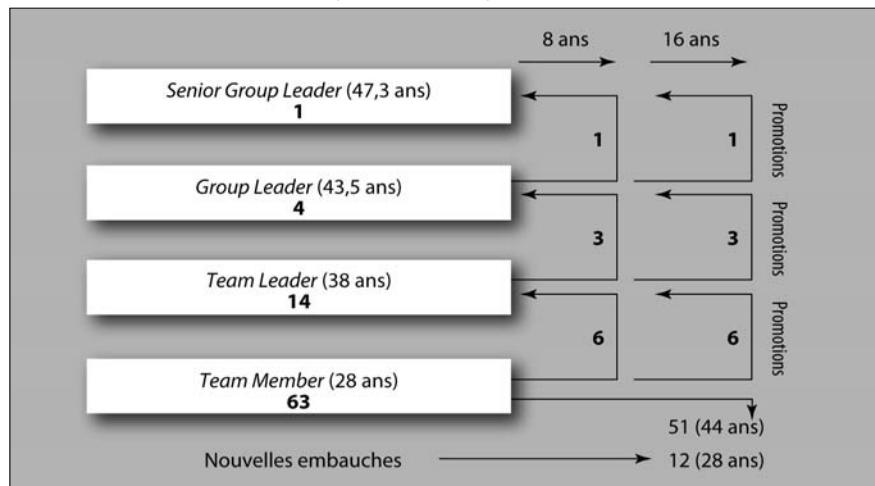 8 ans
16 ans
Senior Group Leader (47,3 ans)
1
1
1
Promotions
Group Leader (43,5 ans)
4
3
3
Promotions
Team Leader (38 ans)
14
6
6
Promotions
Team Member (28 ans)
63
51 (44 ans)
Nouvelles embauches
12 (28 ans)